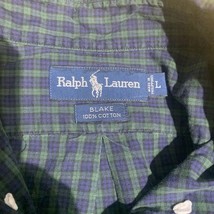 Ralph Lauren
L
BLAKE
100% COTTON